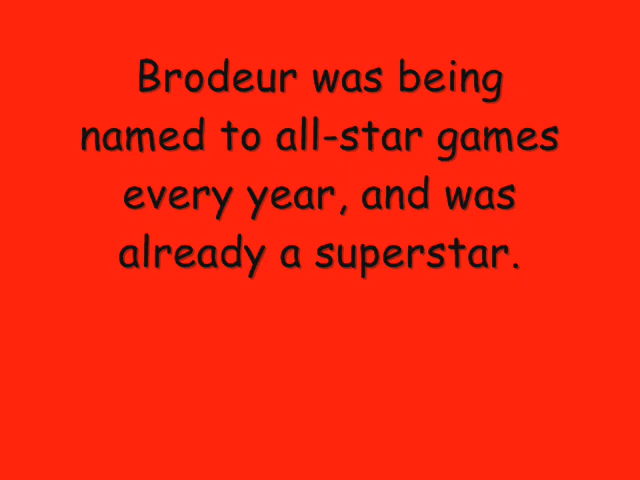 Brodeur was being
named to all-star games
every year, and was
already a superstar.